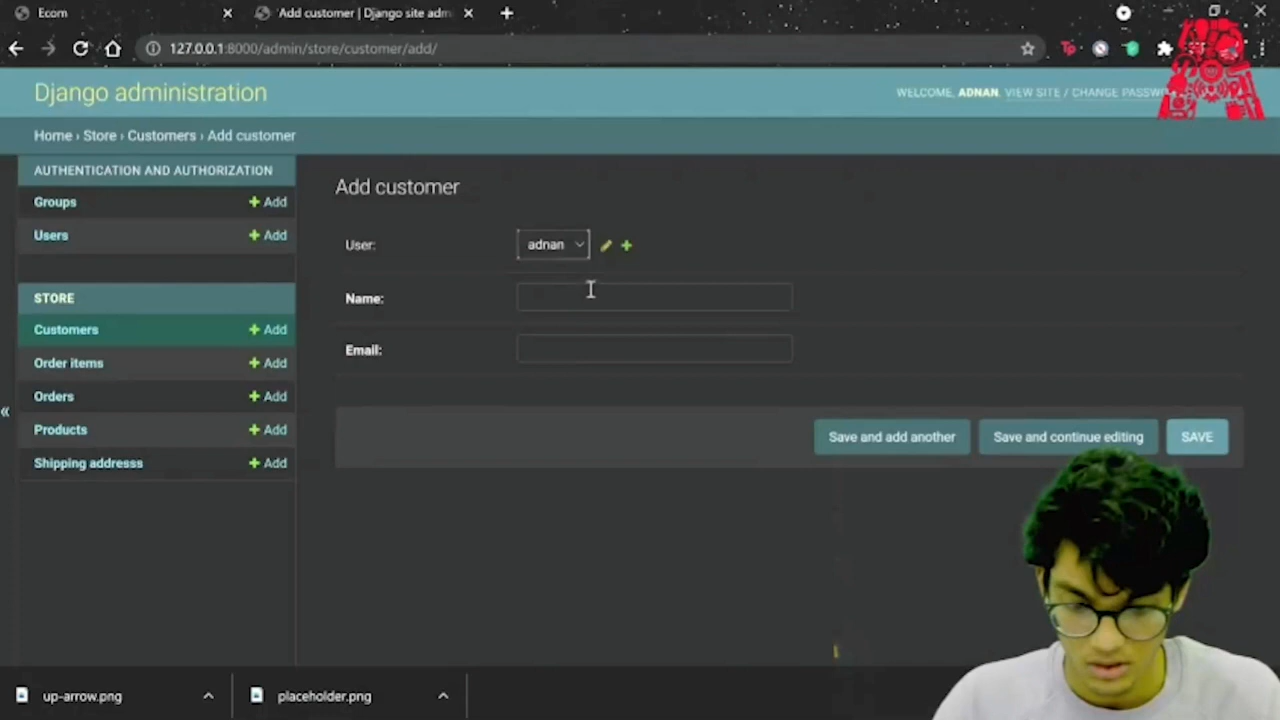 Ecom
Add customer | Django site adm
127.0.0.1:8000/admin/store/customer/add/
Django administration
WELCOME, ADNAN. VIEW SITE / CHANGE PASSW
Home › Store › Customers › Add customer
AUTHENTICATION AND AUTHORIZATION
Groups + Add
Users + Add
STORE
Customers + Add
Order items + Add
Orders + Add
Products + Add
Shipping addresss + Add
Add customer
User: adnan
Name:
Email:
Save and add another Save and continue editing SAVE
up-arrow.png placeholder.png